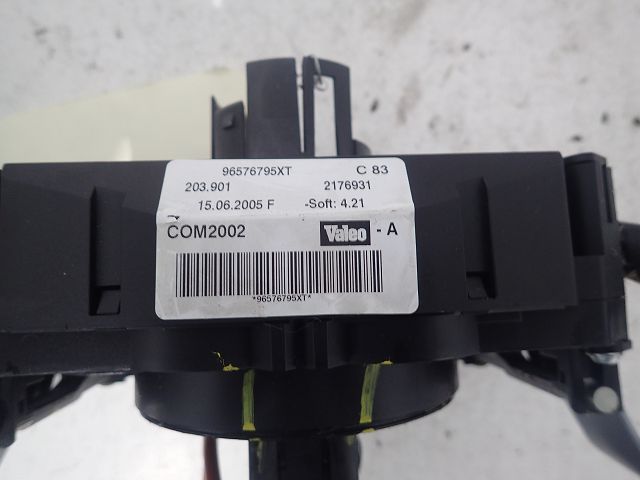 96576795XT C 83
203.901 2176931
15.06.2005 F -Soft: 4.21
COM2002 Valeo - A
*96576795XT*